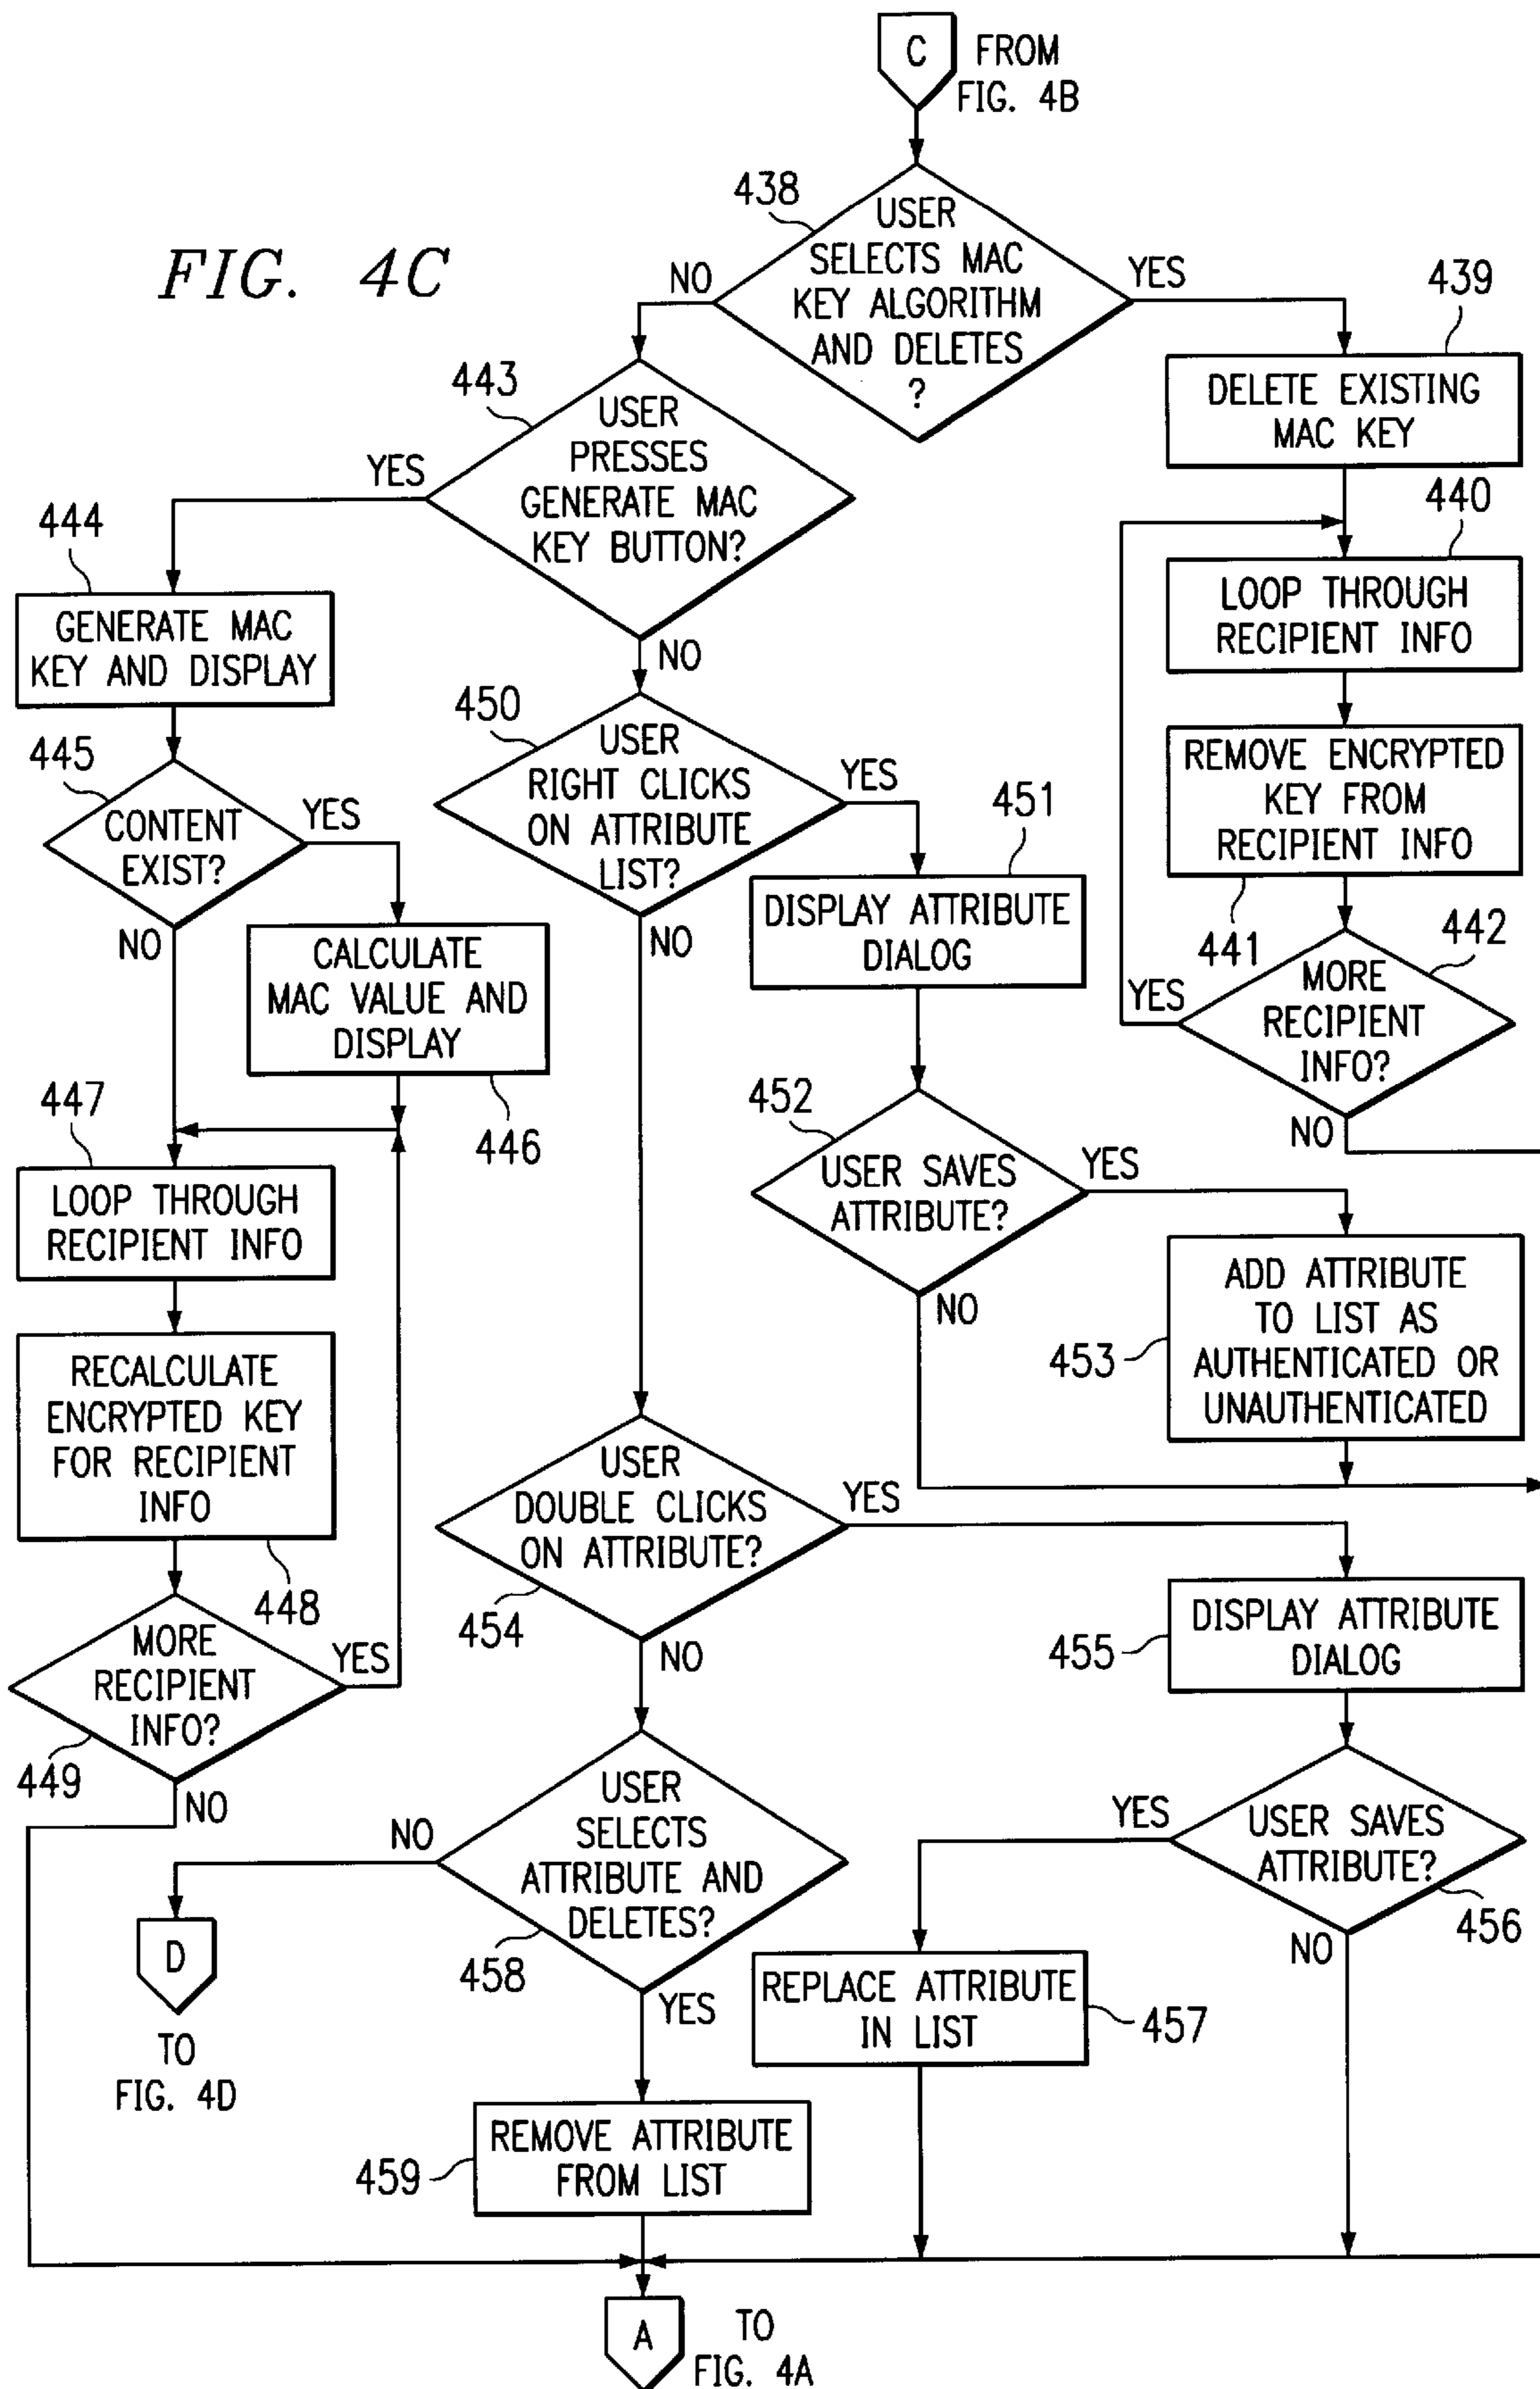 C
FROM
FIG. 4B
FIG. 4C
438
USER
SELECTS MAC
KEY ALGORITHM
AND DELETES
?
NO
YES
439
DELETE EXISTING
MAC KEY
443
USER
PRESSES
GENERATE MAC
KEY BUTTON?
YES
NO
440
LOOP THROUGH
RECIPIENT INFO
444
GENERATE MAC
KEY AND DISPLAY
450
USER
RIGHT CLICKS
ON ATTRIBUTE
LIST?
YES
NO
REMOVE ENCRYPTED
KEY FROM
RECIPIENT INFO
441
445
CONTENT
EXIST?
YES
NO
451
DISPLAY ATTRIBUTE
DIALOG
442
MORE
RECIPIENT
INFO?
YES
NO
CALCULATE
MAC VALUE AND
DISPLAY
446
447
LOOP THROUGH
RECIPIENT INFO
452
USER SAVES
ATTRIBUTE?
YES
NO
453
ADD ATTRIBUTE
TO LIST AS
AUTHENTICATED OR
UNAUTHENTICATED
RECALCULATE
ENCRYPTED KEY
FOR RECIPIENT
INFO
448
USER
DOUBLE CLICKS
ON ATTRIBUTE?
454
YES
NO
455
DISPLAY ATTRIBUTE
DIALOG
MORE
RECIPIENT
INFO?
449
YES
NO
USER
SELECTS
ATTRIBUTE AND
DELETES?
458
NO
YES
USER SAVES
ATTRIBUTE?
456
YES
NO
D
TO
FIG. 4D
REPLACE ATTRIBUTE
IN LIST
457
459
REMOVE ATTRIBUTE
FROM LIST
A
TO
FIG. 4A